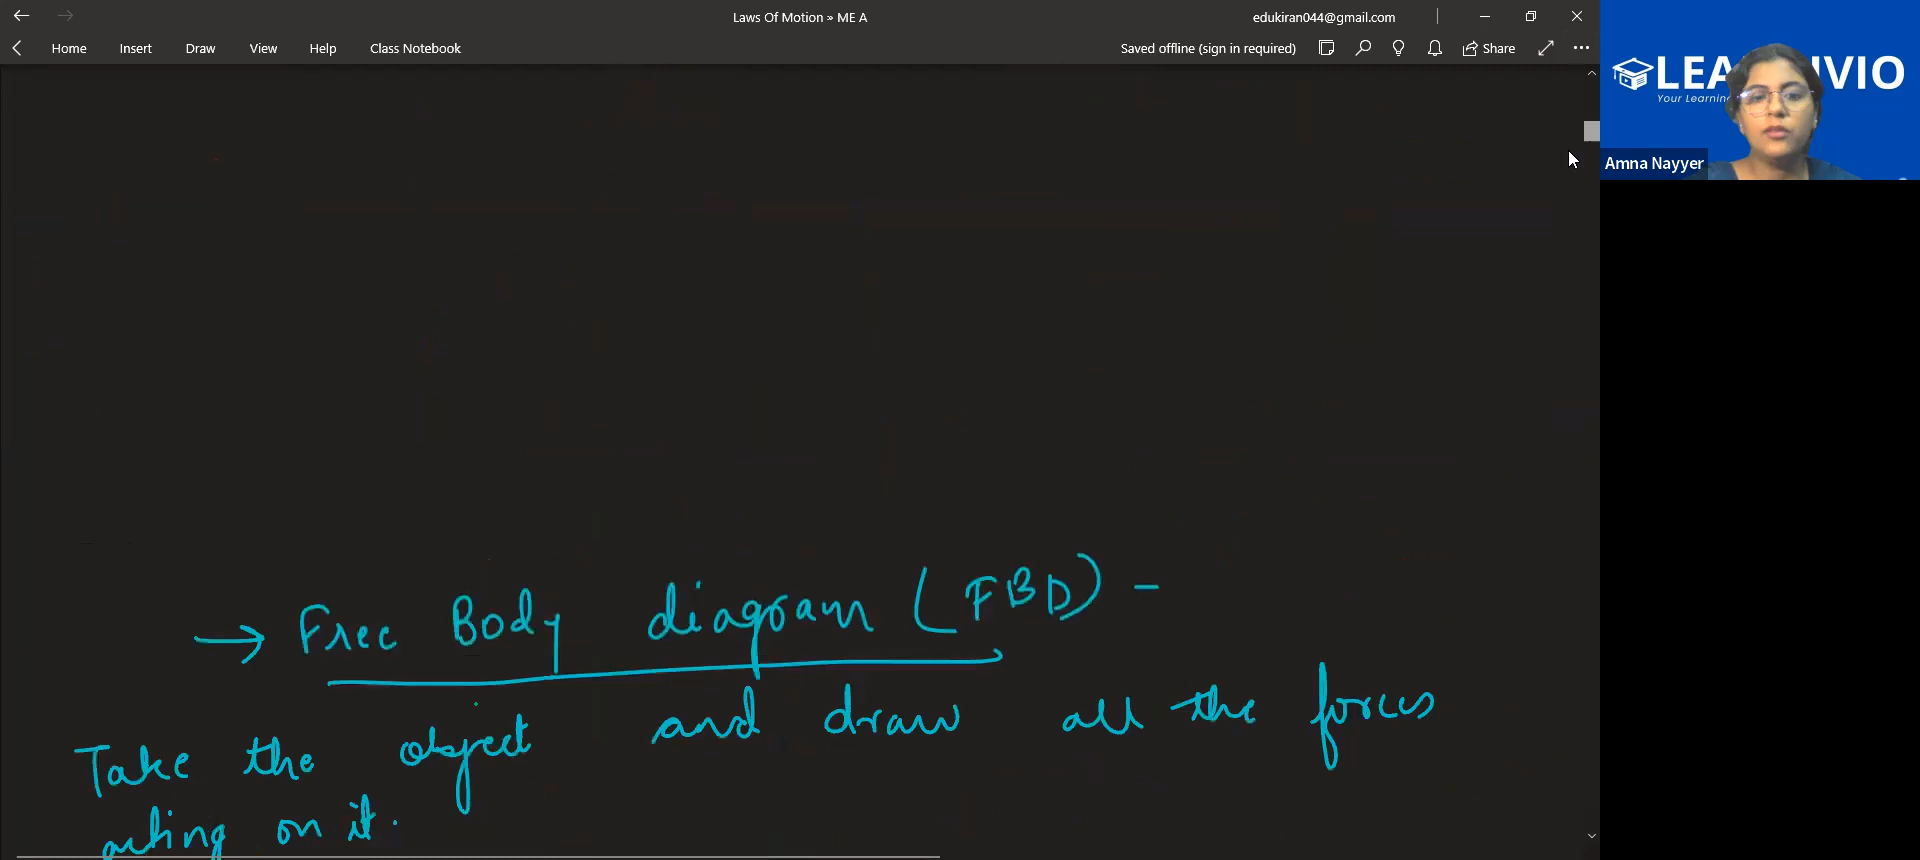 Laws Of Motion » ME A
edukiran044@gmail.com
Home Insert Draw View Help Class Notebook
Saved offline (sign in required)
Share
Your Learning
Amna Nayyer
→ Free Body diagram (FBD) –
Take the object and draw all the forces
acting on it.